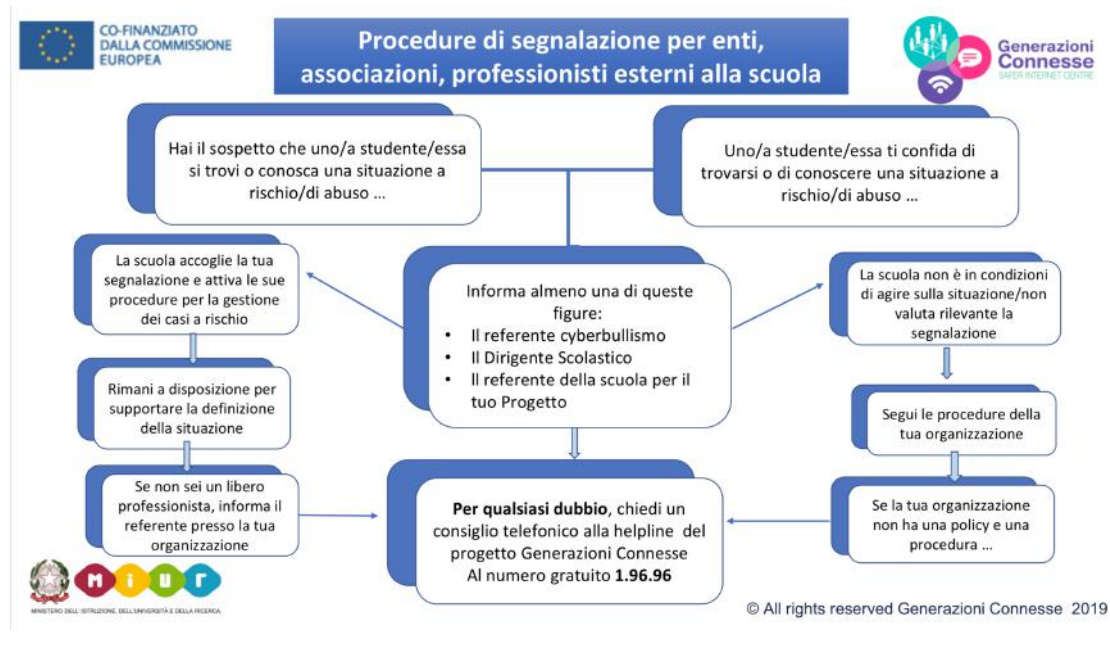 CO-FINANZIATO
DALLA COMMISSIONE
EUROPEA
Procedure di segnalazione per enti,
associazioni, professionisti esterni alla scuola
Generazioni
Connesse
SAFER INTERNET CENTRE
Hai il sospetto che uno/a studente/essa
si trovi o conosca una situazione a
rischio/di abuso …
Uno/a studente/essa ti confida di
trovarsi o di conoscere una situazione a
rischio/di abuso …
La scuola accoglie la tua
segnalazione e attiva le sue
procedure per la gestione
dei casi a rischio
Informa almeno una di queste
figure:
• Il referente cyberbullismo
• Il Dirigente Scolastico
• Il referente della scuola per il
tuo Progetto
La scuola non è in condizioni
di agire sulla situazione/non
valuta rilevante la
segnalazione
Rimani a disposizione per
supportare la definizione
della situazione
Segui le procedure della
tua organizzazione
Se non sei un libero
professionista, informa il
referente presso la tua
organizzazione
Per qualsiasi dubbio, chiedi un
consiglio telefonico alla helpline del
progetto Generazioni Connesse
Al numero gratuito 1.96.96
Se la tua organizzazione
non ha una policy e una
procedura …
MIUR
MINISTERO DELL'ISTRUZIONE, DELL'UNIVERSITÀ E DELLA RICERCA
© All rights reserved Generazioni Connesse 2019